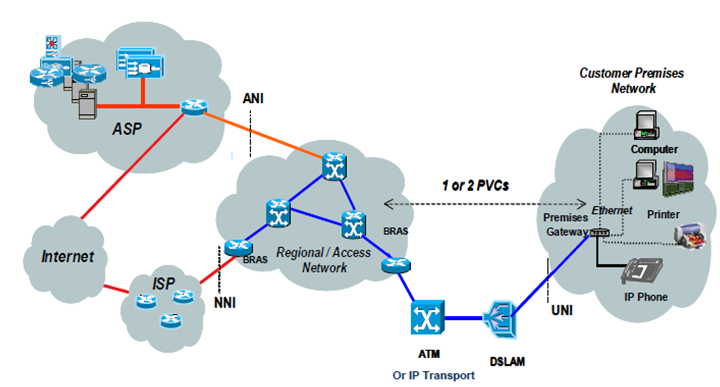 Customer Premises
Network
ANI
ASP
Computer
1 or 2 PVCs
Ethernet
Premises
Gateway
Printer
BRAS
Internet
Regional / Access
Network
BRAS
ISP
NNI
UNI
IP Phone
ATM
DSLAM
Or IP Transport